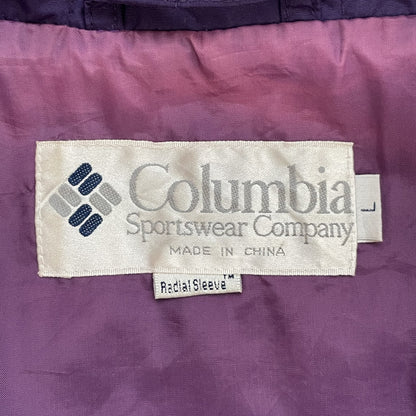 Columbia
Sportswear Company
MADE IN CHINA
L
Radial Sleeve™